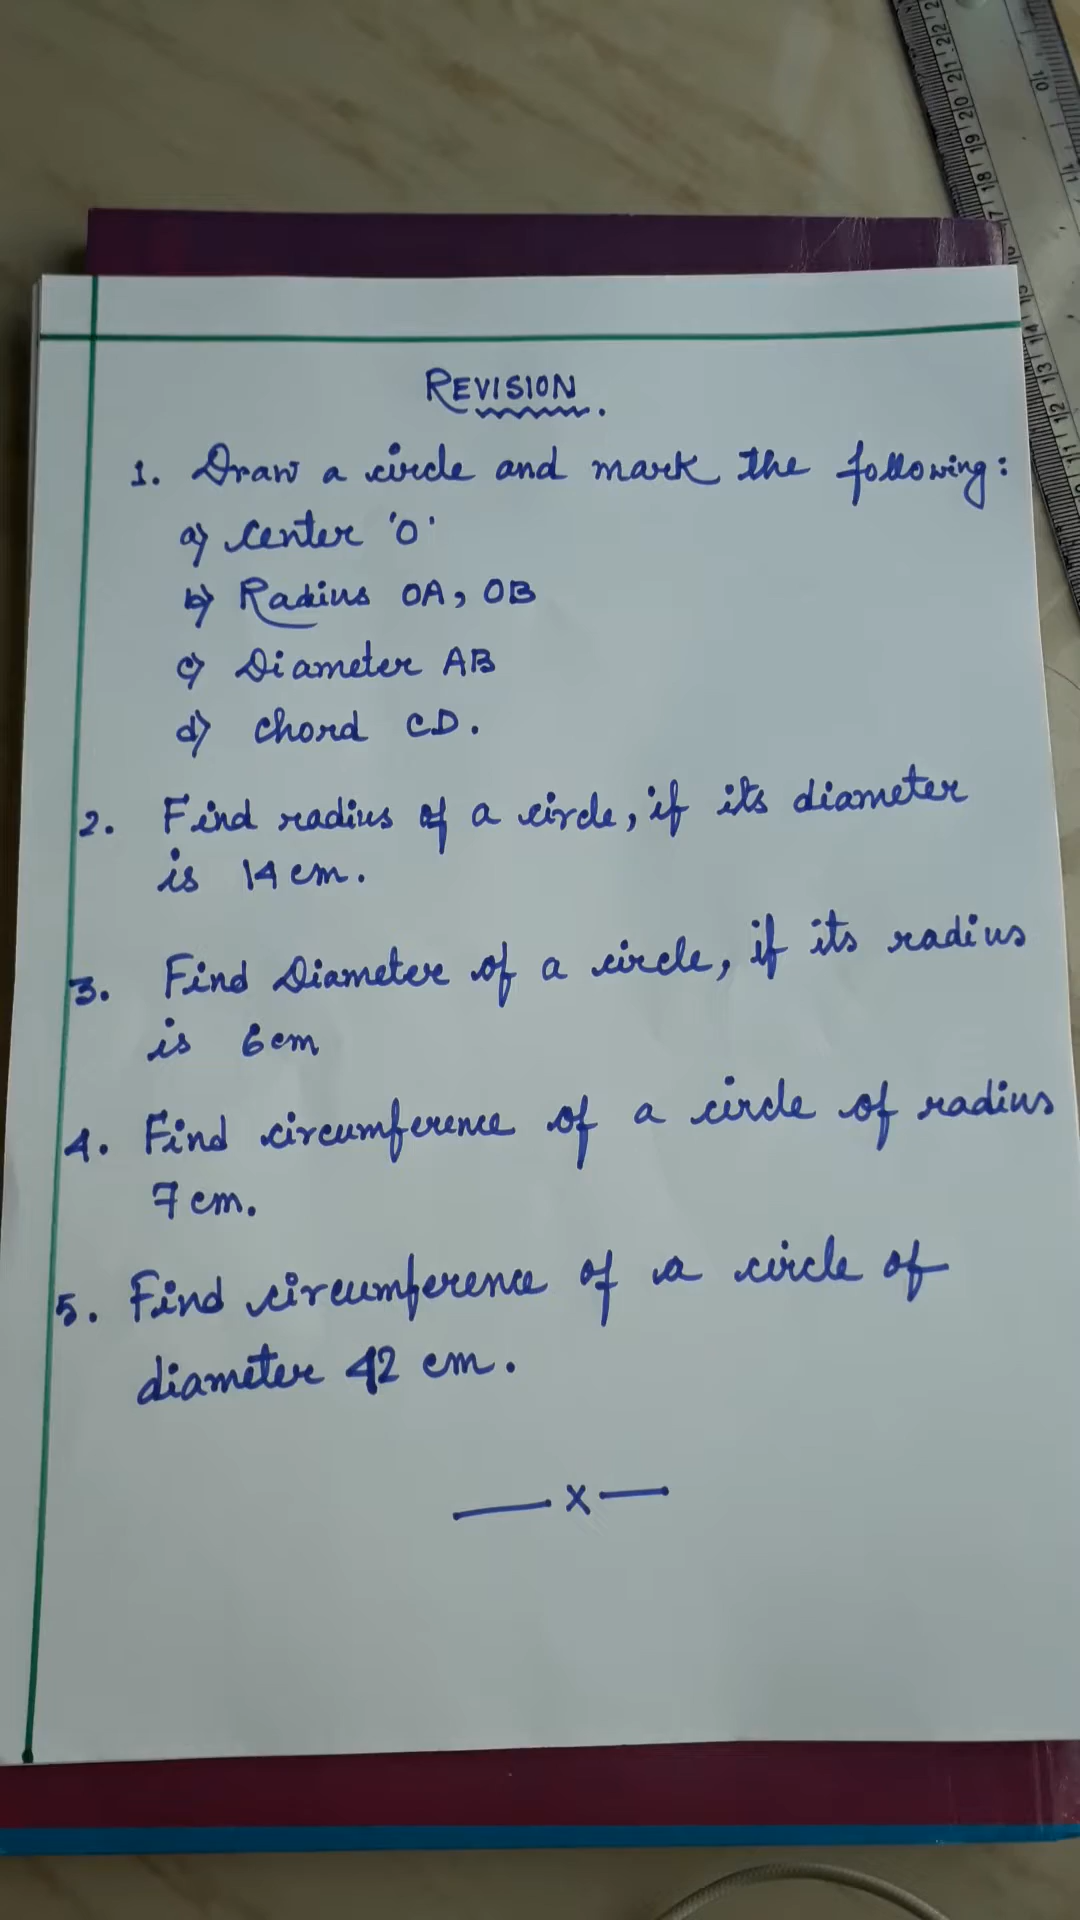 REVISION.
1. Draw a circle and mark the following:
a) center 'O'
b) Radius OA, OB
c) Diameter AB
d) chord CD.
2. Find radius of a circle, if its diameter
is 14 cm.
3. Find Diameter of a circle, if its radius
is 6cm
4. Find circumference of a circle of radius
7 cm.
5. Find circumference of a circle of
diameter 42 cm.
—— x ——